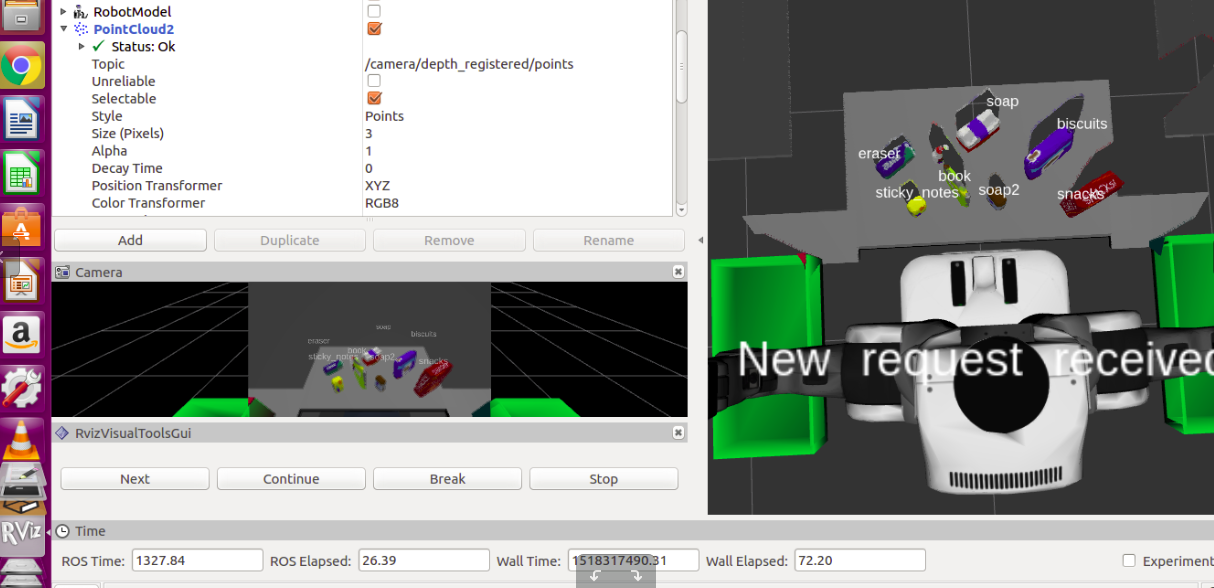 RobotModel
PointCloud2
Status: Ok
Topic /camera/depth_registered/points
Unreliable
Selectable
Style Points
Size (Pixels) 3
Alpha 1
Decay Time 0
Position Transformer XYZ
Color Transformer RGB8
Add Duplicate Remove Rename
Camera
soap
biscuits
eraser
book
sticky_notes soap2
snacks
RvizVisualToolsGui
Next Continue Break Stop
soap
biscuits
eraser
book
sticky_notes soap2
snacks
SNACKS!
New request received
RViz
Time
ROS Time: 1327.84 ROS Elapsed: 26.39 Wall Time: 1518317490.31 Wall Elapsed: 72.20 Experiment